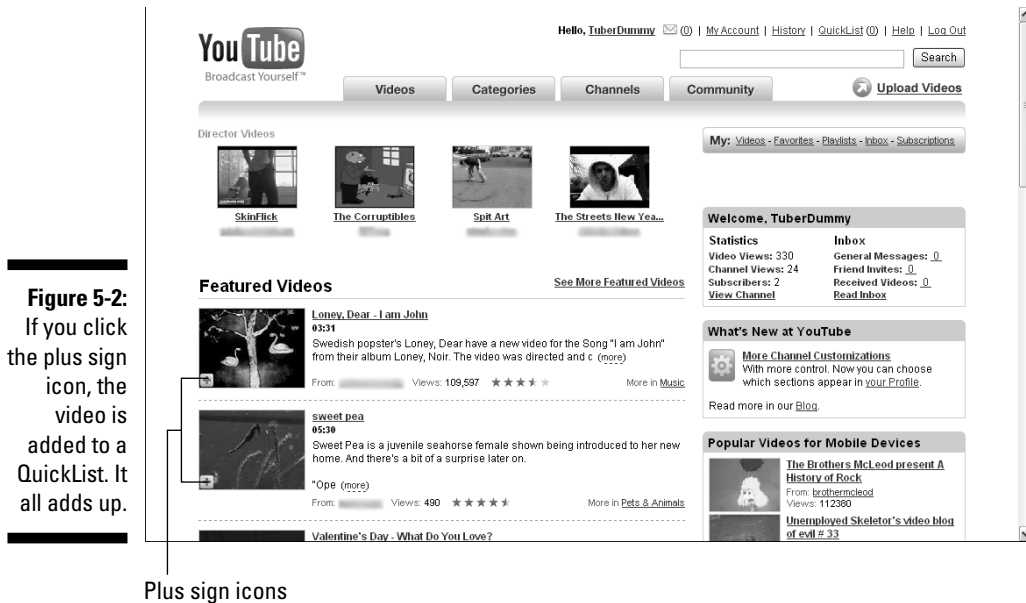 Hello, TuberDummy (0) | My Account | History | QuickList (0) | Help | Log Out
You Tube
Broadcast Yourself™
Search
Videos Categories Channels Community Upload Videos
Director Videos
SkinFlick The Corruptibles Spit Art The Streets New Yea...
My: Videos - Favorites - Playlists - Inbox - Subscriptions
Welcome, TuberDummy
Statistics Inbox
Video Views: 330 General Messages: 0
Channel Views: 24 Friend Invites: 0
Subscribers: 2 Received Videos: 0
View Channel Read Inbox
Featured Videos See More Featured Videos
Loney, Dear - I am John
03:31
Swedish popster's Loney, Dear have a new video for the Song "I am John"
from their album Loney, Noir. The video was directed and c (more)
From: Views: 109,597 More in Music
sweet pea
05:30
Sweet Pea is a juvenile seahorse female shown being introduced to her new
home. And there's a bit of a surprise later on.
"Ope (more)
From: Views: 490 More in Pets & Animals
Valentine's Day - What Do You Love?
What's New at YouTube
More Channel Customizations
With more control. Now you can choose
which sections appear in your Profile.
Read more in our Blog.
Popular Videos for Mobile Devices
The Brothers McLeod present A
History of Rock
From: brothermcleod
Views: 112380
Unemployed Skeletor's video blog
of evil # 33
Figure 5-2:
If you click
the plus sign
icon, the
video is
added to a
QuickList. It
all adds up.
Plus sign icons